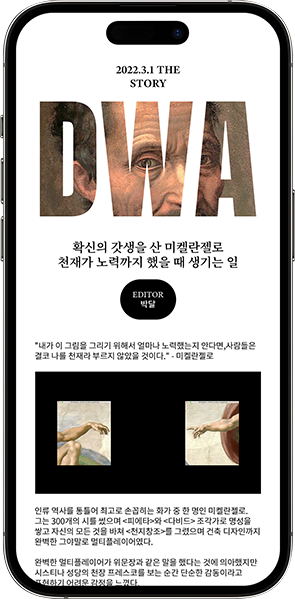 2022.3.1 THE
STORY
DWA
확신의 갓생을 산 미켈란젤로
천재가 노력까지 했을 때 생기는 일
EDITOR
박달
"내가 이 그림을 그리기 위해서 얼마나 노력했는지 안다면,사람들은
결코 나를 천재라 부르지 않았을 것이다." - 미켈란젤로
인류 역사를 통틀어 최고로 손꼽히는 화가 중 한 명인 미켈란젤로.
그는 300개의 시를 썼으며 <피에타>와 <다비드> 조각가로 명성을
쌓고 자신의 모든 것을 바쳐 <천지창조>를 그렸으며 건축 디자인까지
완벽한 그야말로 멀티플레이어였다.
완벽한 멀티플레이어가 위문장과 같은 말을 했다는 것에 의아했지만
시스티나 성당의 천장 프레스코를 보는 순간 단순한 감동이라고
표현하기 어려운 감정을 느꼈다.